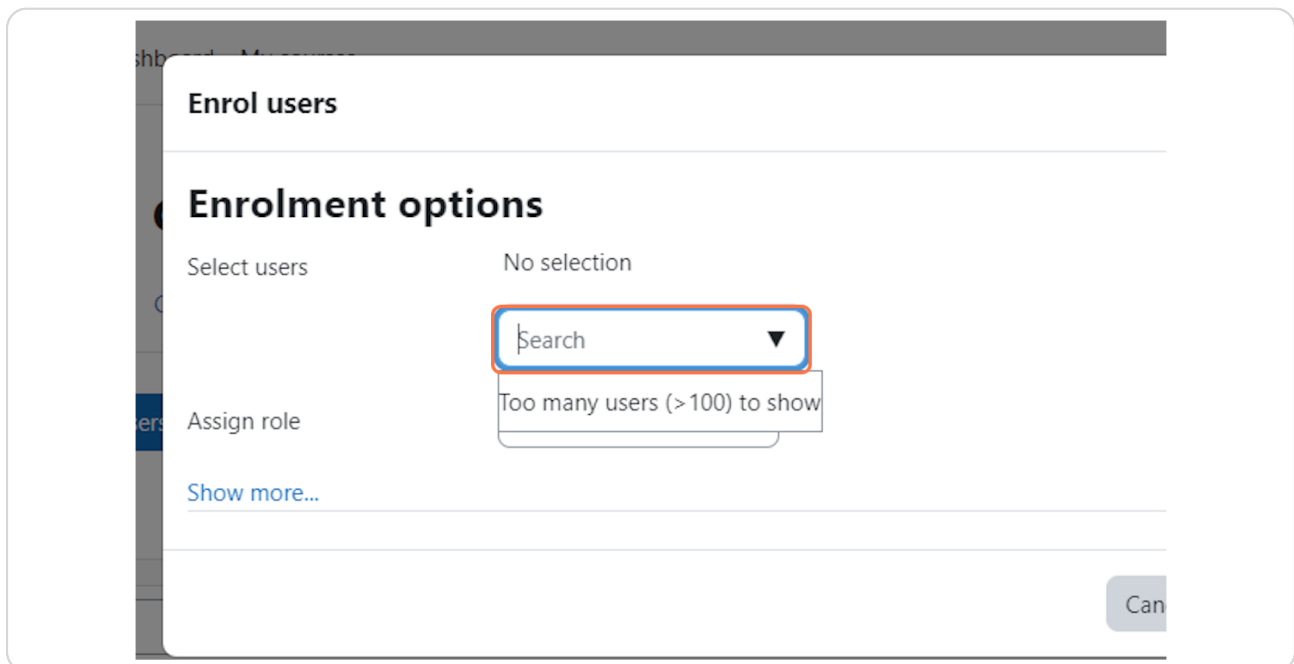 Enrol users
Enrolment options
Select users
No selection
Search
Too many users (>100) to show
Assign role
Show more...